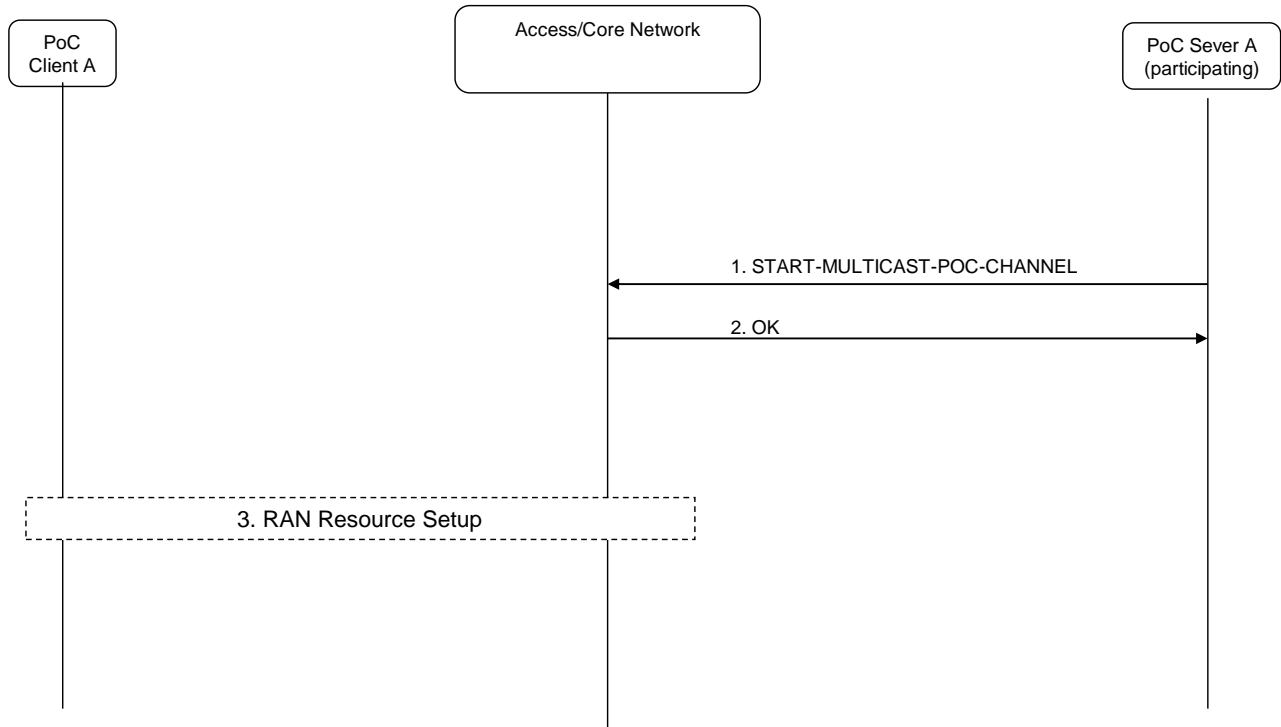 PoC
Client A
Access/Core Network
PoC Sever A
(participating)
1. START-MULTICAST-POC-CHANNEL
2. OK
3. RAN Resource Setup